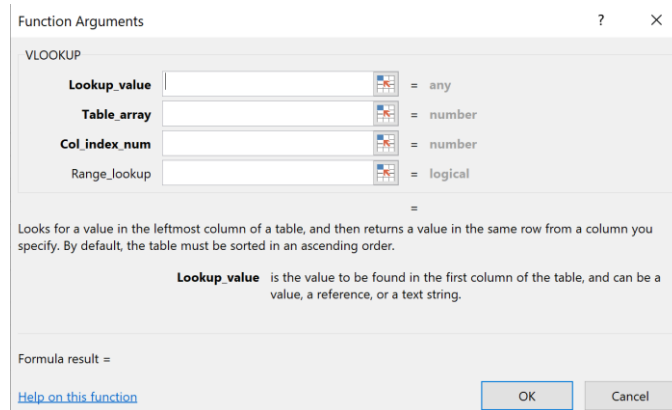 Function Arguments ? ×
VLOOKUP
Lookup_value = any
Table_array = number
Col_index_num = number
Range_lookup = logical
=
Looks for a value in the leftmost column of a table, and then returns a value in the same row from a column you
specify. By default, the table must be sorted in an ascending order.
Lookup_value is the value to be found in the first column of the table, and can be a
value, a reference, or a text string.
Formula result =
Help on this function OK Cancel